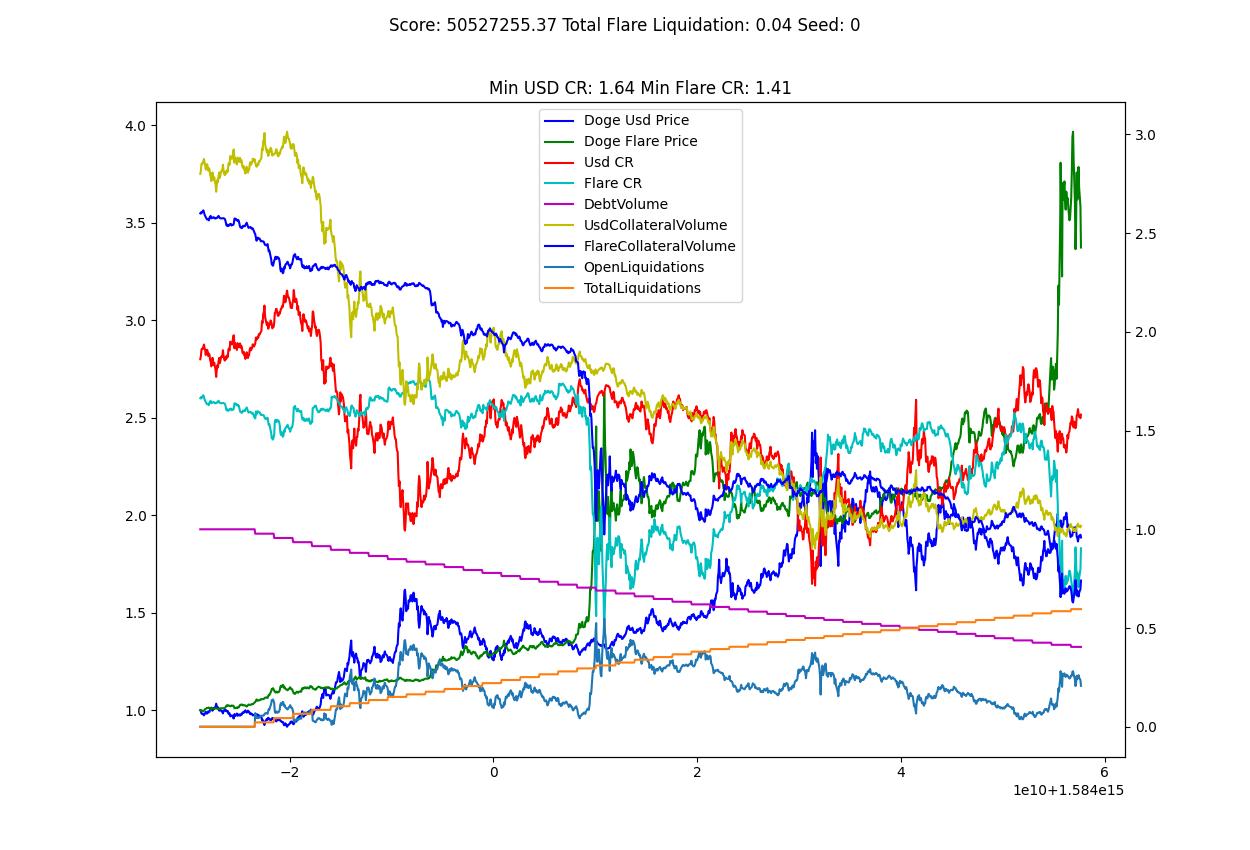 Score: 50527255.37 Total Flare Liquidation: 0.04 Seed: 0
Min USD CR: 1.64 Min Flare CR: 1.41
Doge Usd Price
Doge Flare Price
Usd CR
Flare CR
DebtVolume
UsdCollateralVolume
FlareCollateralVolume
OpenLiquidations
TotalLiquidations
4.0
3.5
3.0
2.5
2.0
1.5
1.0
3.0
2.5
2.0
1.5
1.0
0.5
0.0
−2 0 2 4 6
1e10+1.584e15